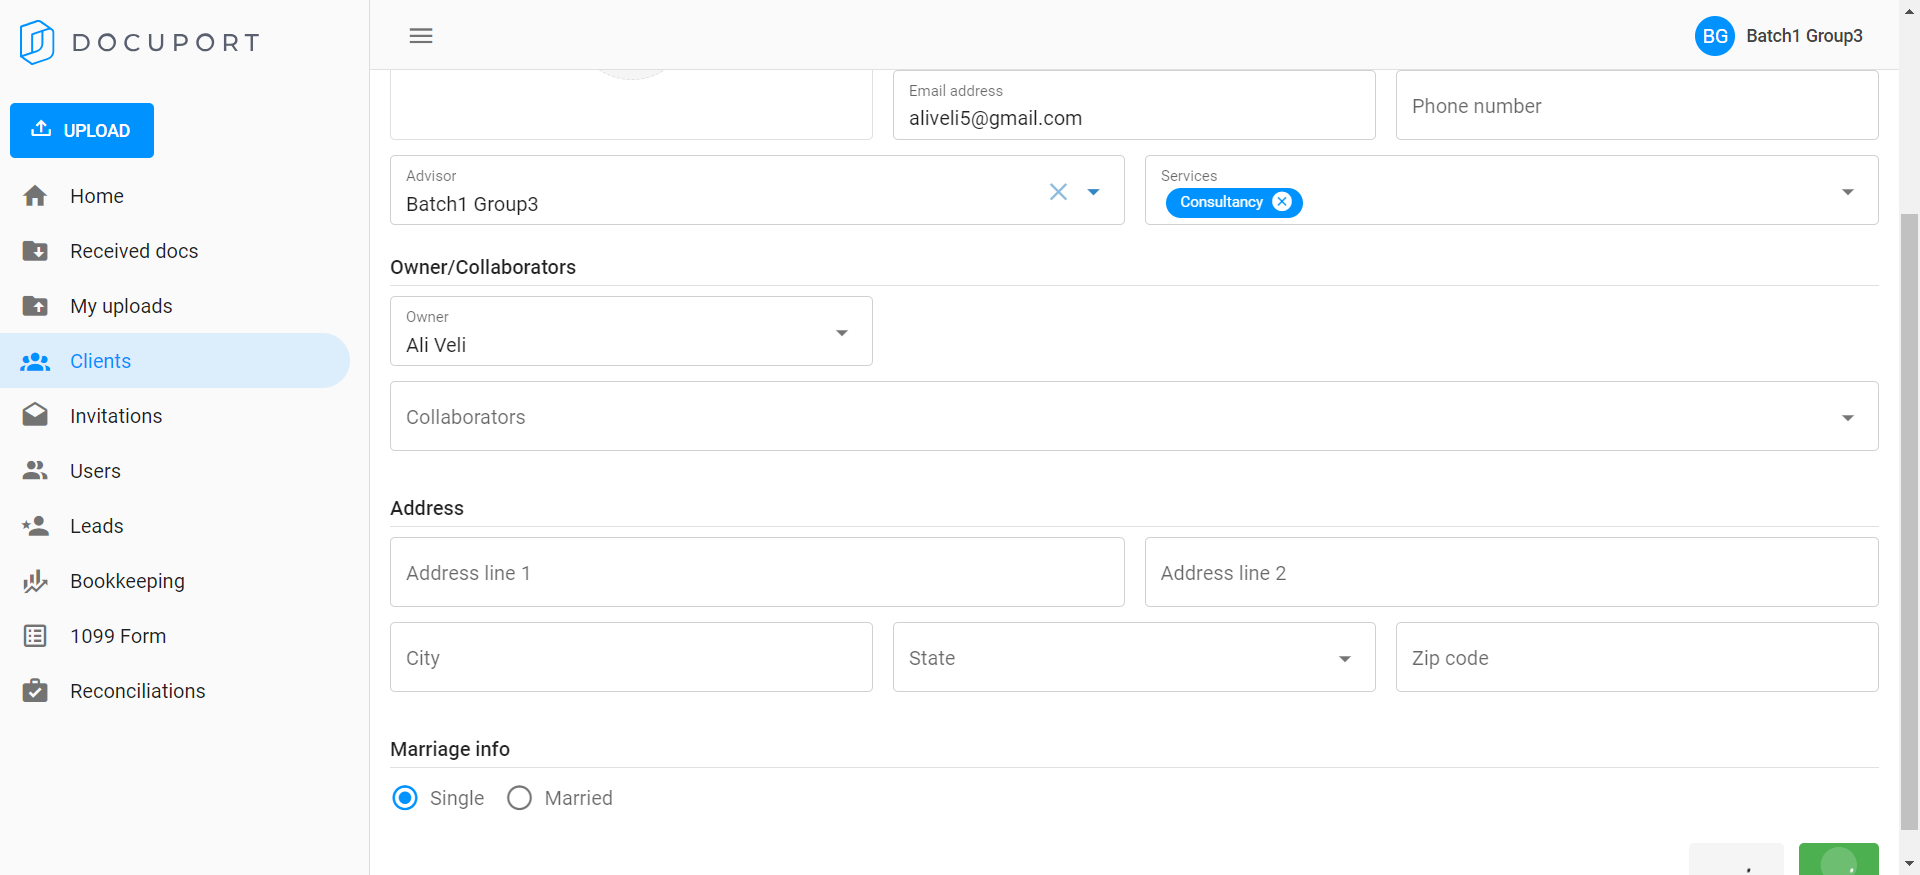 DOCUPORT
BG Batch1 Group3
UPLOAD
Home
Received docs
My uploads
Clients
Invitations
Users
Leads
Bookkeeping
1099 Form
Reconciliations
Email address
aliveli5@gmail.com
Phone number
Advisor
Batch1 Group3
Services
Consultancy
Owner/Collaborators
Owner
Ali Veli
Collaborators
Address
Address line 1
Address line 2
City
State
Zip code
Marriage info
Single
Married